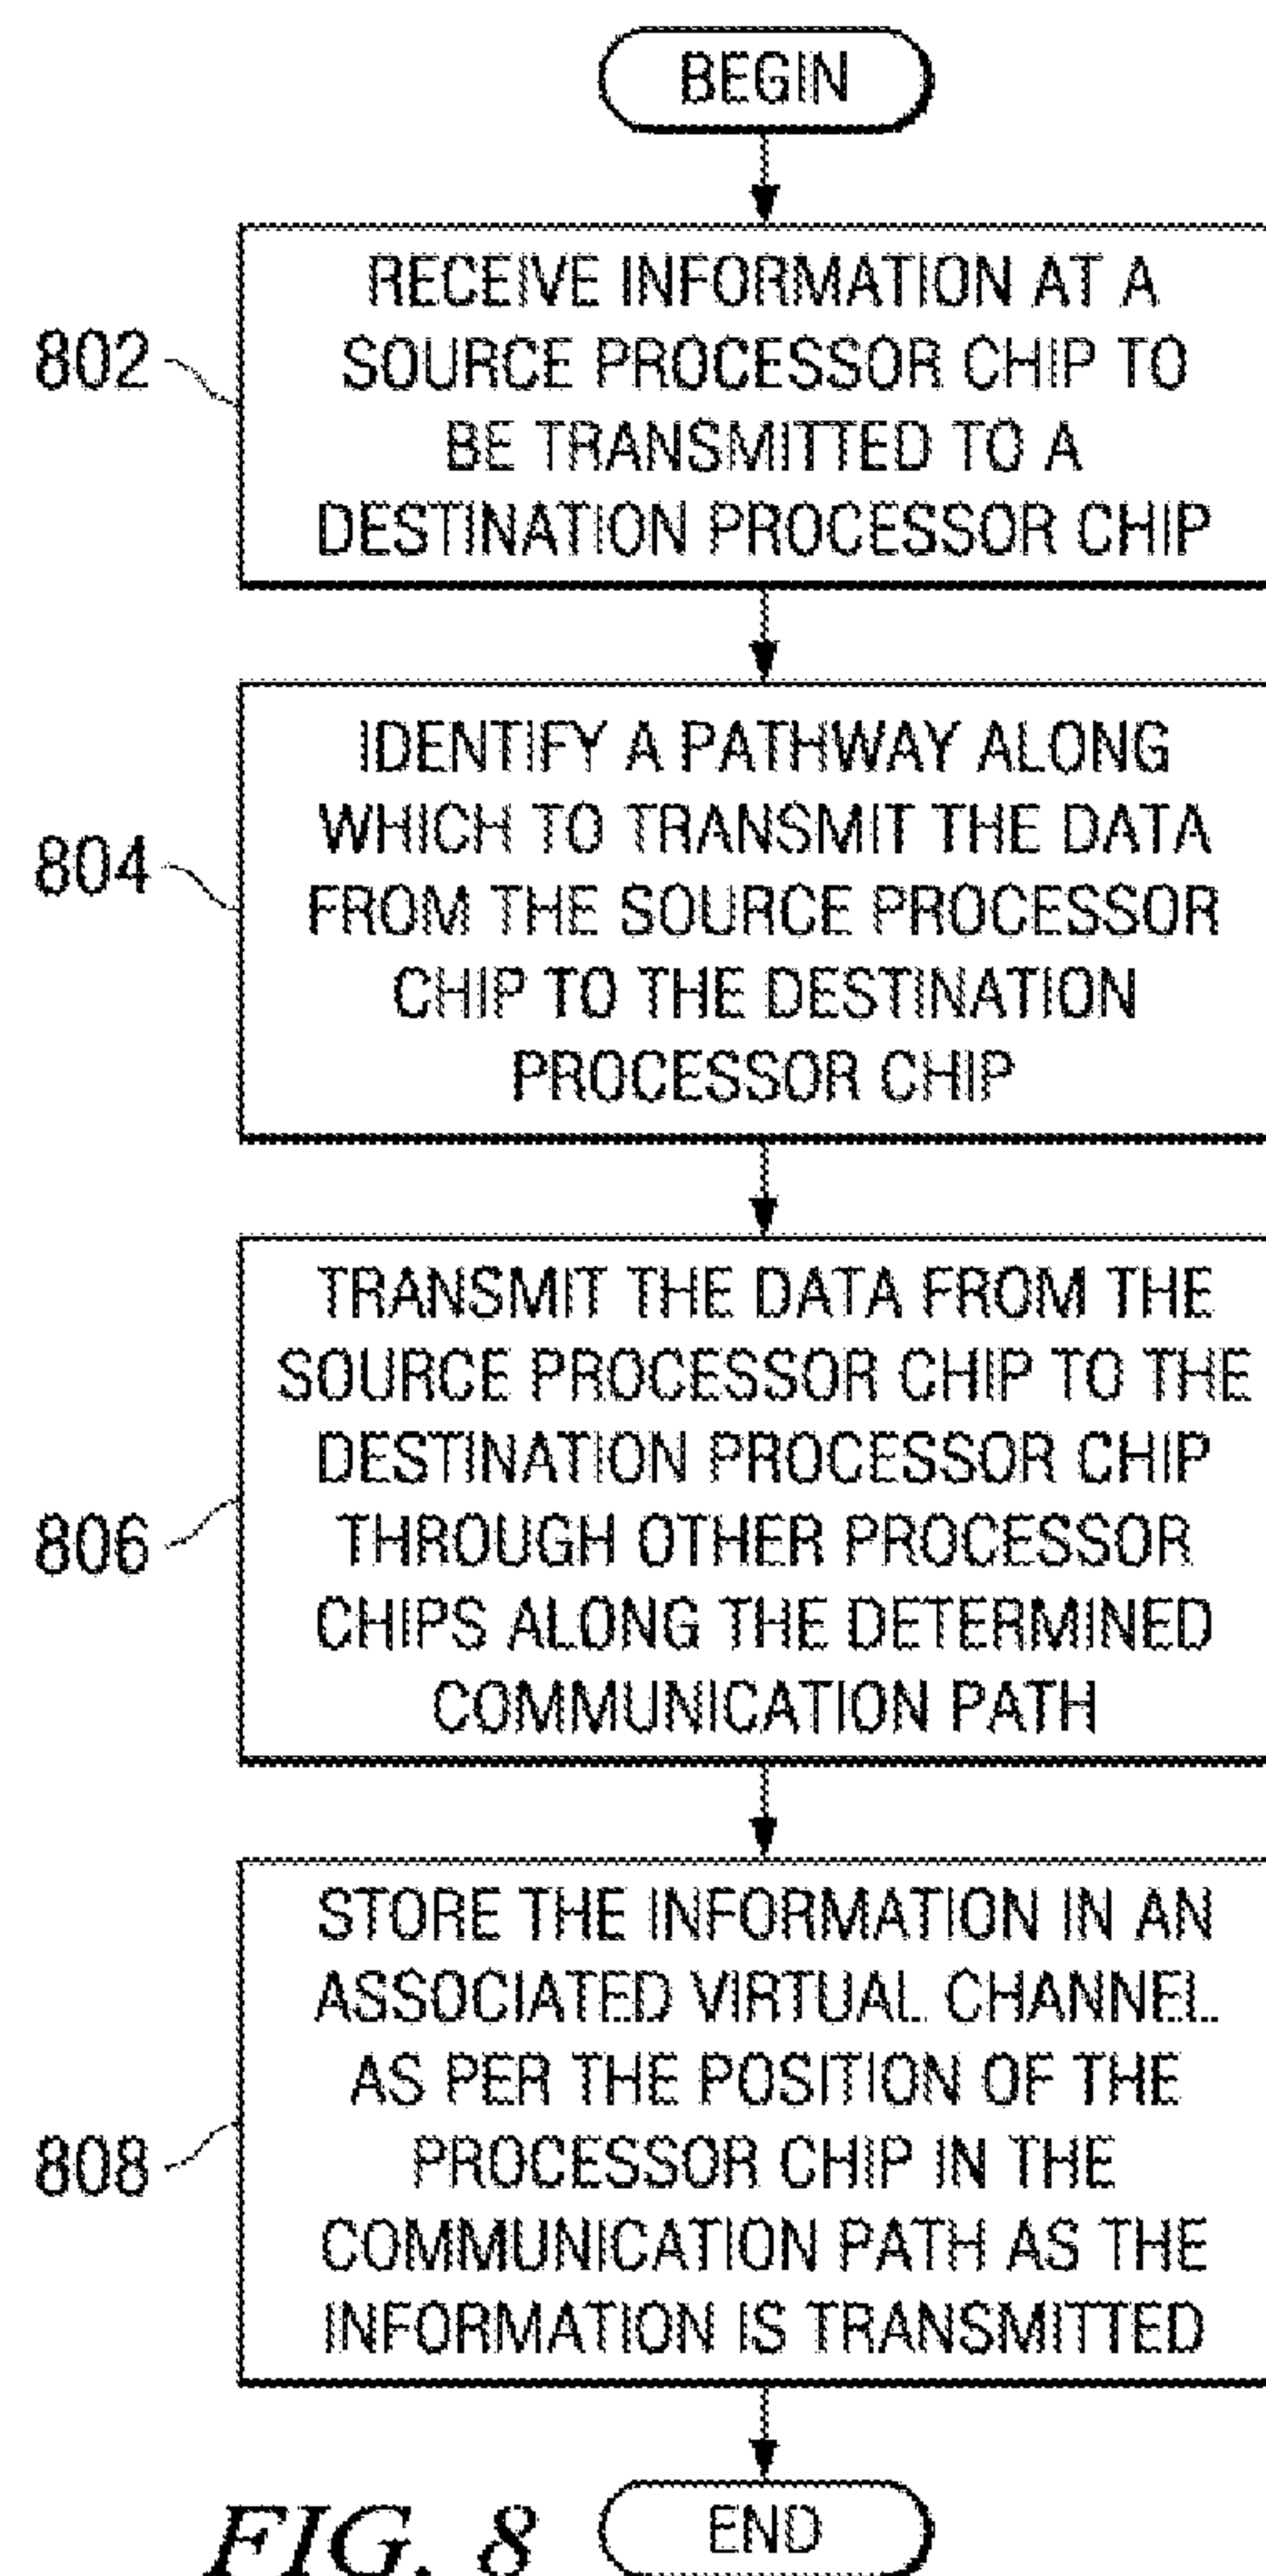 BEGIN
802
RECEIVE INFORMATION AT A
SOURCE PROCESSOR CHIP TO
BE TRANSMITTED TO A
DESTINATION PROCESSOR CHIP
804
IDENTIFY A PATHWAY ALONG
WHICH TO TRANSMIT THE DATA
FROM THE SOURCE PROCESSOR
CHIP TO THE DESTINATION
PROCESSOR CHIP
806
TRANSMIT THE DATA FROM THE
SOURCE PROCESSOR CHIP TO THE
DESTINATION PROCESSOR CHIP
THROUGH OTHER PROCESSOR
CHIPS ALONG THE DETERMINED
COMMUNICATION PATH
808
STORE THE INFORMATION IN AN
ASSOCIATED VIRTUAL CHANNEL
AS PER THE POSITION OF THE
PROCESSOR CHIP IN THE
COMMUNICATION PATH AS THE
INFORMATION IS TRANSMITTED
END
FIG. 8